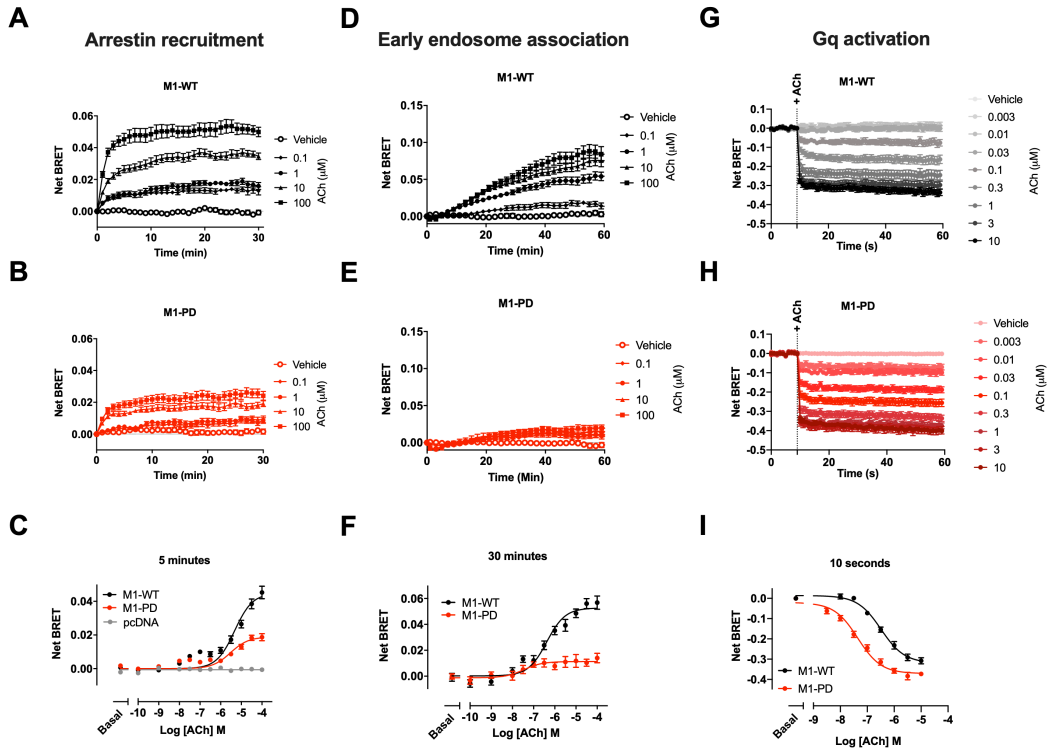 A
Arrestin recruitment
M1-WT
Net BRET
0.06
0.04
0.02
0.00
0
10
20
30
Time (min)
Vehicle
0.1
1
10
100
ACh (μM)
D
Early endosome association
M1-WT
Net BRET
0.15
0.10
0.05
0.00
0
20
40
60
Time (min)
Vehicle
0.1
1
10
100
ACh (μM)
G
Gq activation
M1-WT
+ ACh
Net BRET
0.1
0.0
-0.1
-0.2
-0.3
-0.4
-0.5
0
20
40
60
Time (s)
Vehicle
0.003
0.01
0.03
0.1
0.3
1
3
10
ACh (μM)
B
M1-PD
Net BRET
0.06
0.04
0.02
0.00
0
10
20
30
Time (min)
Vehicle
0.1
1
10
100
ACh (μM)
E
M1-PD
Net BRET
0.15
0.10
0.05
0.00
0
20
40
60
Time (Min)
Vehicle
0.1
1
10
100
ACh (μM)
H
M1-PD
+ ACh
Net BRET
0.1
0.0
-0.1
-0.2
-0.3
-0.4
-0.5
0
20
40
60
Time (s)
Vehicle
0.003
0.01
0.03
0.1
0.3
1
3
10
ACh (μM)
C
5 minutes
Net BRET
0.04
0.02
0.00
M1-WT
M1-PD
pcDNA
Basal
-10 -9 -8 -7 -6 -5 -4
Log [ACh] M
F
30 minutes
Net BRET
0.06
0.04
0.02
0.00
M1-WT
M1-PD
Basal
-10 -9 -8 -7 -6 -5 -4
Log [ACh] M
I
10 seconds
Net BRET
0.0
-0.1
-0.2
-0.3
-0.4
M1-WT
M1-PD
Basal
-9 -8 -7 -6 -5 -4
Log [ACh] M